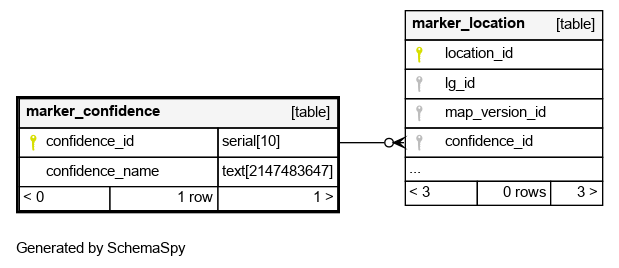 marker_location [table]
location_id
lg_id
map_version_id
confidence_id
...
< 3 0 rows 3 >
marker_confidence [table]
confidence_id serial[10]
confidence_name text[2147483647]
< 0 1 row 1 >
Generated by SchemaSpy